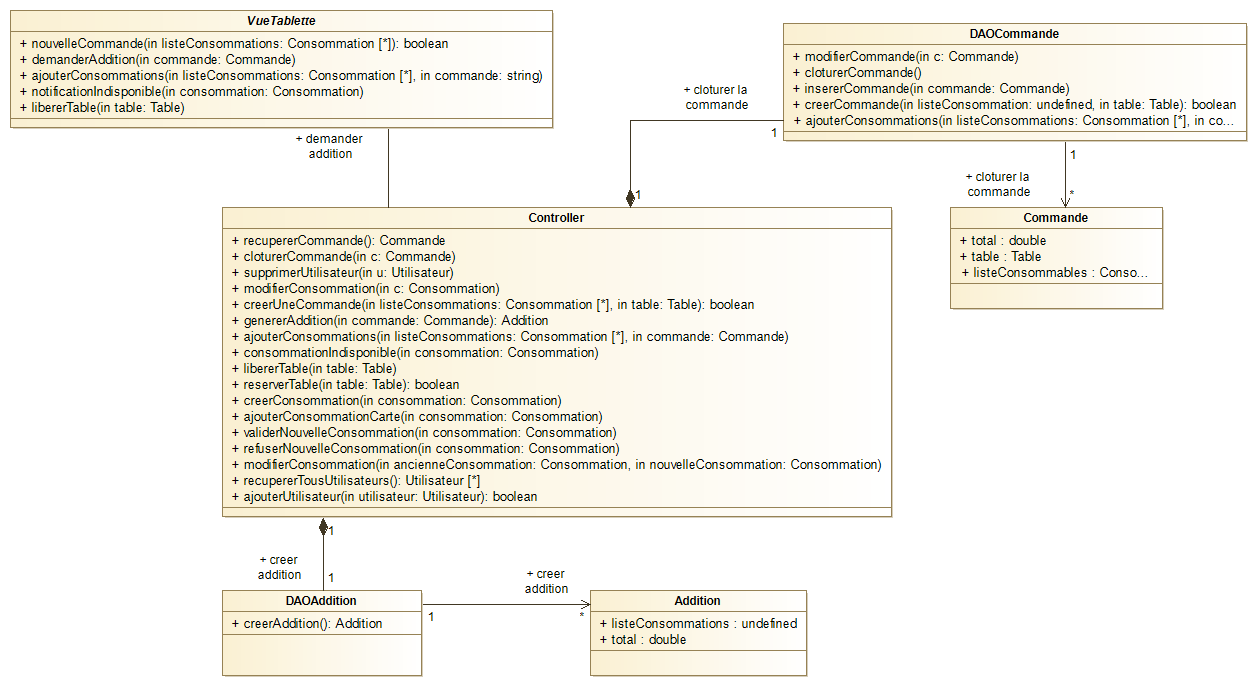 VueTablette
+ nouvelleCommande(in listeConsommations: Consommation [*]): boolean
+ demanderAddition(in commande: Commande)
+ ajouterConsommations(in listeConsommations: Consommation [*], in commande: string)
+ notificationIndisponible(in consommation: Consommation)
+ libererTable(in table: Table)
+ demander
addition
+ cloturer la
commande
1
1
DAOCommande
+ modifierCommande(in c: Commande)
+ cloturerCommande()
+ insererCommande(in commande: Commande)
+ creerCommande(in listeConsommation: undefined, in table: Table): boolean
+ ajouterConsommations(in listeConsommations: Consommation [*], in co...
1
+ cloturer la
commande
*
Commande
+ total : double
+ table : Table
+ listeConsommables : Conso...
Controller
+ recupererCommande(): Commande
+ cloturerCommande(in c: Commande)
+ supprimerUtilisateur(in u: Utilisateur)
+ modifierConsommation(in c: Consommation)
+ creerUneCommande(in listeConsommations: Consommation [*], in table: Table): boolean
+ genererAddition(in commande: Commande): Addition
+ ajouterConsommations(in listeConsommations: Consommation [*], in commande: Commande)
+ consommationIndisponible(in consommation: Consommation)
+ libererTable(in table: Table)
+ reserverTable(in table: Table): boolean
+ creerConsommation(in consommation: Consommation)
+ ajouterConsommationCarte(in consommation: Consommation)
+ validerNouvelleConsommation(in consommation: Consommation)
+ refuserNouvelleConsommation(in consommation: Consommation)
+ modifierConsommation(in ancienneConsommation: Consommation, in nouvelleConsommation: Consommation)
+ recupererTousUtilisateurs(): Utilisateur [*]
+ ajouterUtilisateur(in utilisateur: Utilisateur): boolean
1
+ creer
addition
1
DAOAddition
+ creerAddition(): Addition
+ creer
addition
1
*
Addition
+ listeConsommations : undefined
+ total : double